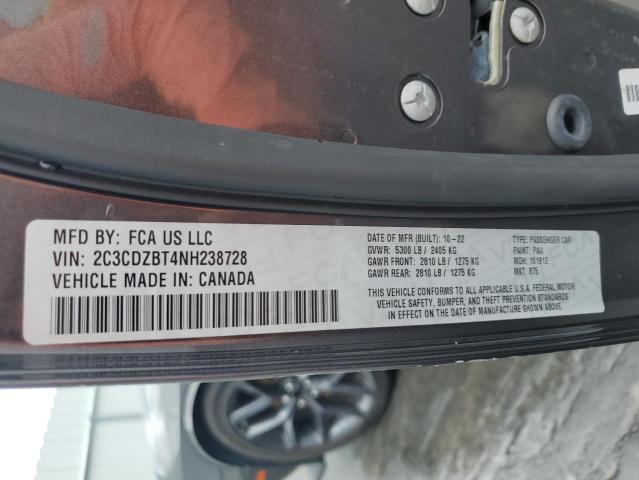 MFD BY: FCA US LLC
VIN: 2C3CDZBT4NH238728
VEHICLE MADE IN: CANADA
DATE OF MFR (BUILT): 10-22
GVWR: 5300 LB / 2405 KG
GAWR FRONT: 2810 LB / 1275 KG
GAWR REAR: 2810 LB / 1275 KG
TYPE: PASSENGER CAR
PAINT: PAU
MDH: 101912
MKT: 875
THIS VEHICLE CONFORMS TO ALL APPLICABLE U.S.A. FEDERAL MOTOR
VEHICLE SAFETY, BUMPER, AND THEFT PREVENTION STANDARDS
IN EFFECT ON THE DATE OF MANUFACTURE SHOWN ABOVE.